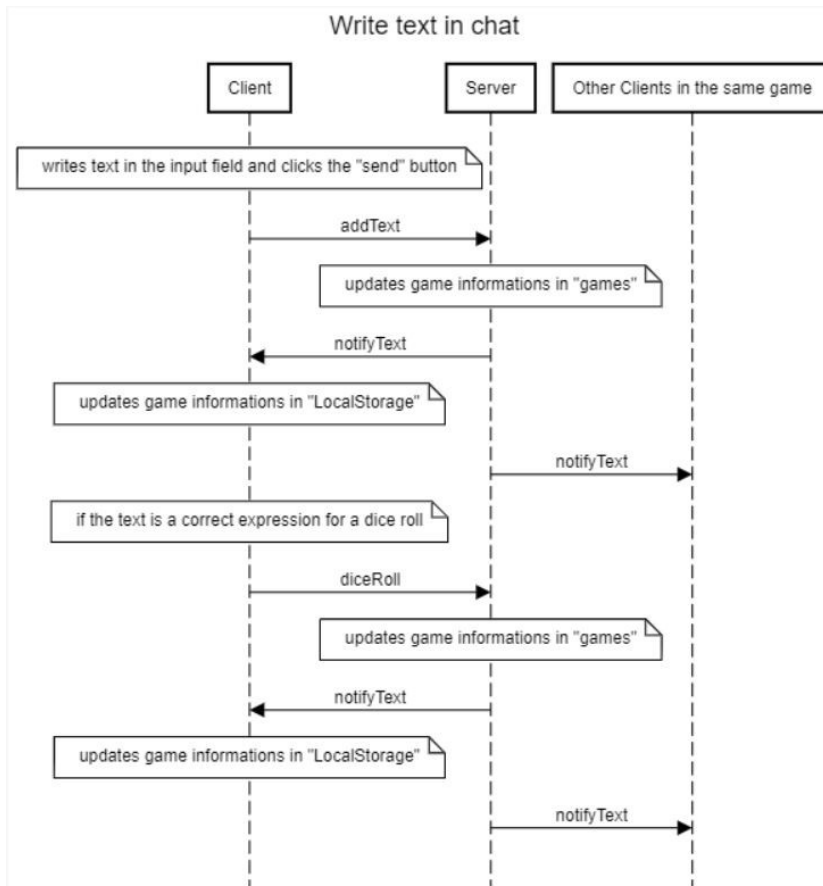 Write text in chat
Client
Server
Other Clients in the same game
writes text in the input field and clicks the "send" button
addText
updates game informations in "games"
notifyText
updates game informations in "LocalStorage"
notifyText
if the text is a correct expression for a dice roll
diceRoll
updates game informations in "games"
notifyText
updates game informations in "LocalStorage"
notifyText